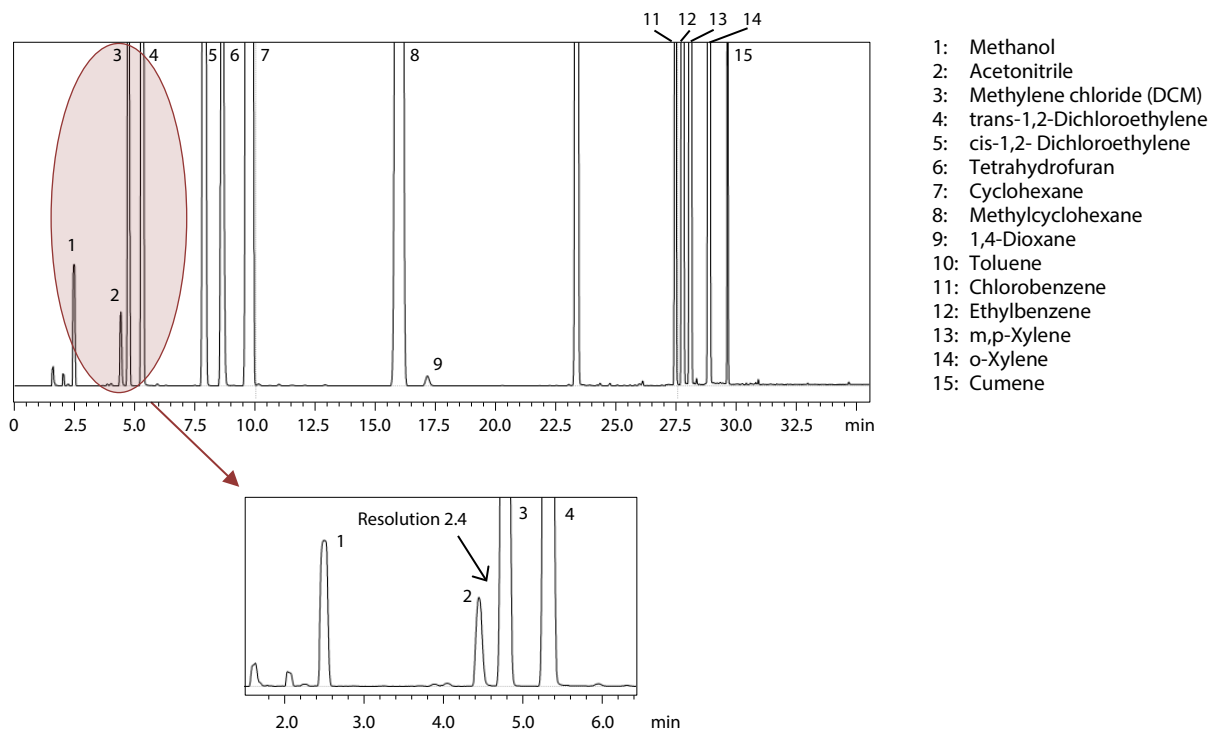 11 12 13 14
3 4 5 6 7 8 15
1
2
9
0 2.5 5.0 7.5 10.0 12.5 15.0 17.5 20.0 22.5 25.0 27.5 30.0 32.5 min
1: Methanol
2: Acetonitrile
3: Methylene chloride (DCM)
4: trans-1,2-Dichloroethylene
5: cis-1,2- Dichloroethylene
6: Tetrahydrofuran
7: Cyclohexane
8: Methylcyclohexane
9: 1,4-Dioxane
10: Toluene
11: Chlorobenzene
12: Ethylbenzene
13: m,p-Xylene
14: o-Xylene
15: Cumene
Resolution 2.4 3 4
1
2
2.0 3.0 4.0 5.0 6.0 min